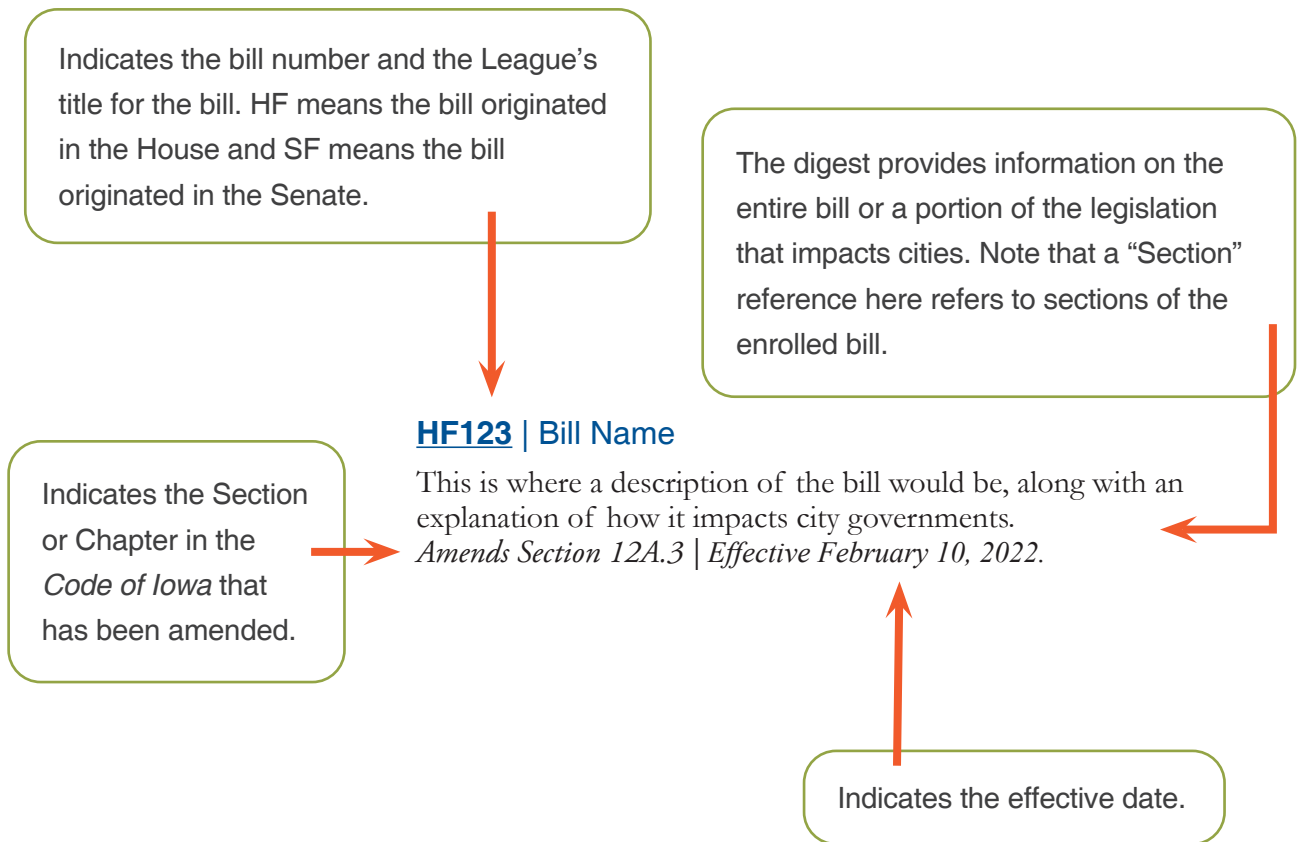 Indicates the bill number and the League’s
title for the bill. HF means the bill originated
in the House and SF means the bill
originated in the Senate.
The digest provides information on the
entire bill or a portion of the legislation
that impacts cities. Note that a “Section”
reference here refers to sections of the
enrolled bill.
HF123 | Bill Name
This is where a description of the bill would be, along with an
explanation of how it impacts city governments.
Amends Section 12A.3 | Effective February 10, 2022.
Indicates the Section
or Chapter in the
Code of Iowa that
has been amended.
Indicates the effective date.